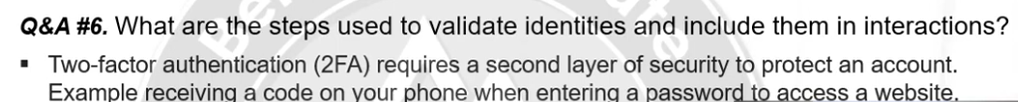 Q&A #6. What are the steps used to validate identities and include them in interactions?
▪ Two-factor authentication (2FA) requires a second layer of security to protect an account.
Example receiving a code on your phone when entering a password to access a website.